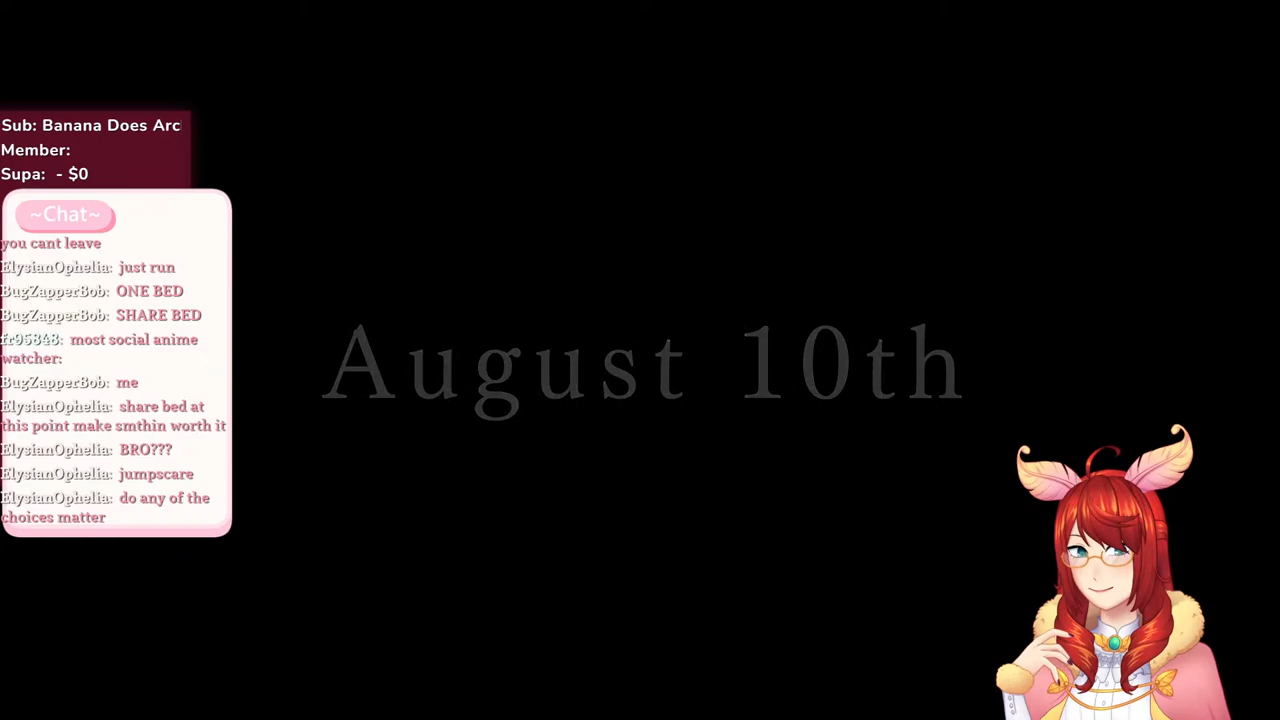 Sub: Banana Does Arc
Member:
Supa: - $0
~Chat~
you cant leave
ElysianOphelia: just run
BugZapperBob: ONE BED
BugZapperBob: SHARE BED
fr95848: most social anime
watcher:
BugZapperBob: me
ElysianOphelia: share bed at
this point make smthin worth it
ElysianOphelia: BRO???
ElysianOphelia: jumpscare
ElysianOphelia: do any of the
choices matter
August 10th